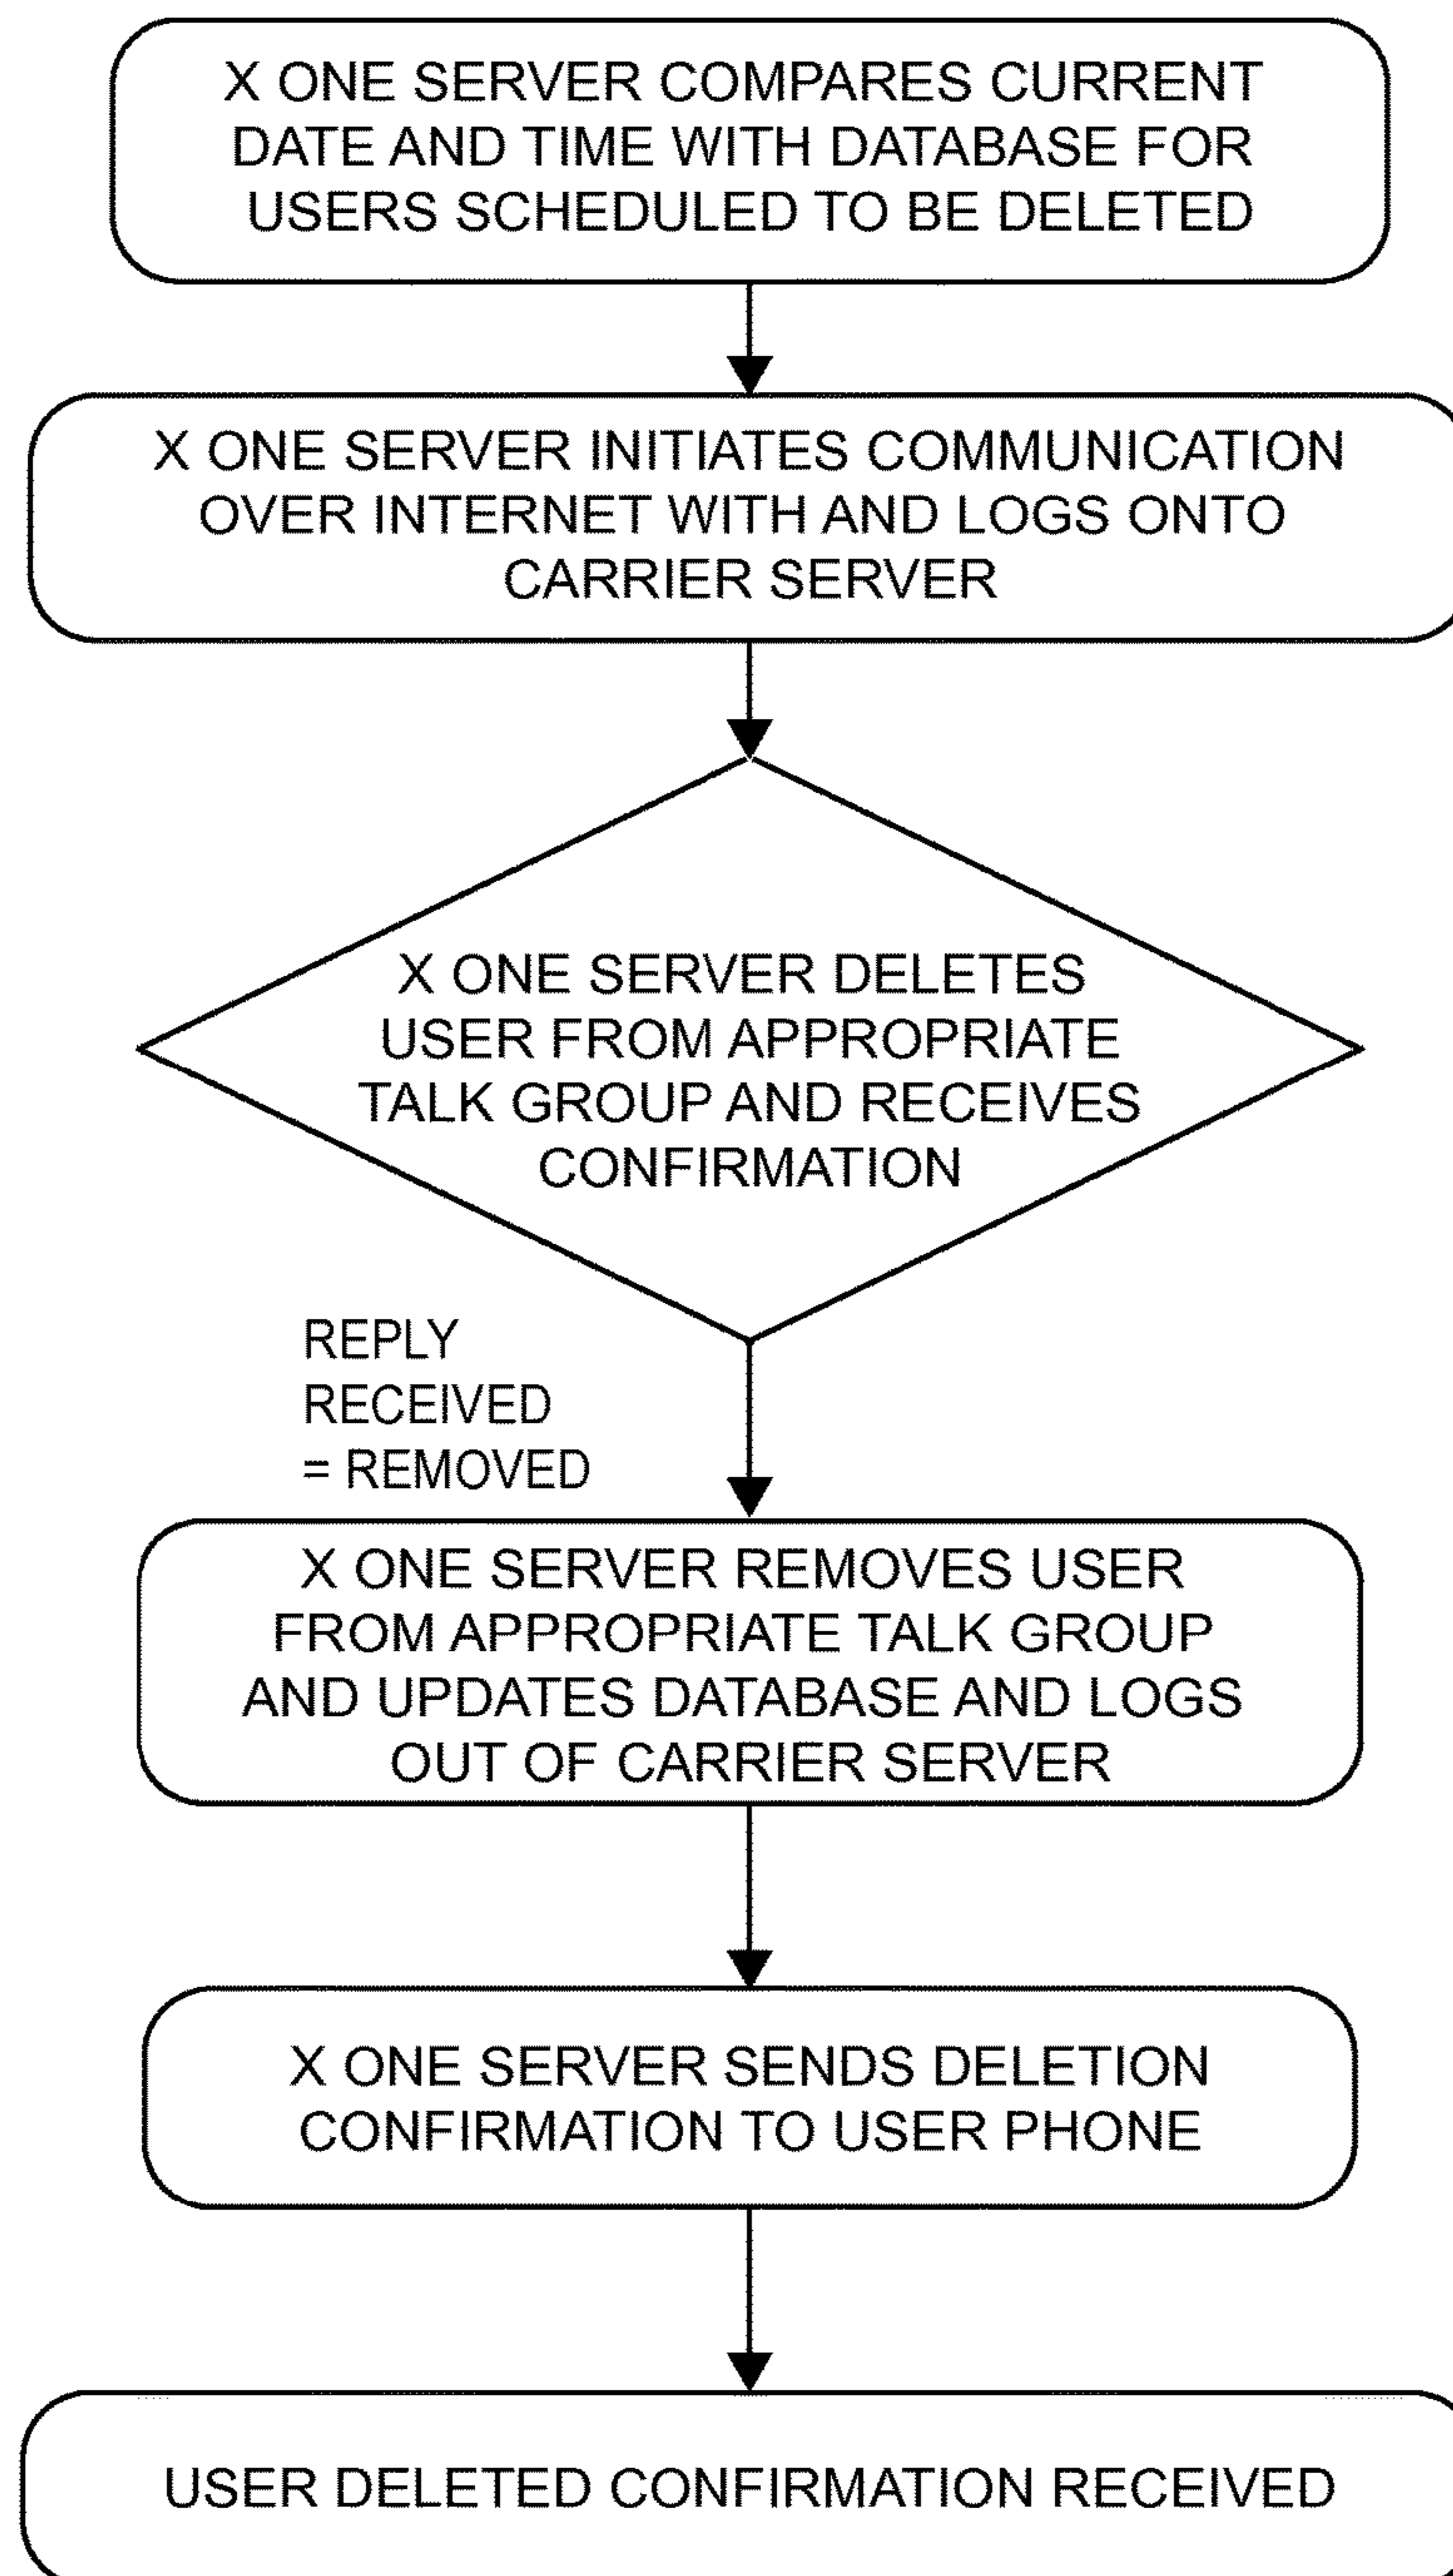 X ONE SERVER COMPARES CURRENT
DATE AND TIME WITH DATABASE FOR
USERS SCHEDULED TO BE DELETED
X ONE SERVER INITIATES COMMUNICATION
OVER INTERNET WITH AND LOGS ONTO
CARRIER SERVER
X ONE SERVER DELETES
USER FROM APPROPRIATE
TALK GROUP AND RECEIVES
CONFIRMATION
REPLY
RECEIVED
= REMOVED
X ONE SERVER REMOVES USER
FROM APPROPRIATE TALK GROUP
AND UPDATES DATABASE AND LOGS
OUT OF CARRIER SERVER
X ONE SERVER SENDS DELETION
CONFIRMATION TO USER PHONE
USER DELETED CONFIRMATION RECEIVED